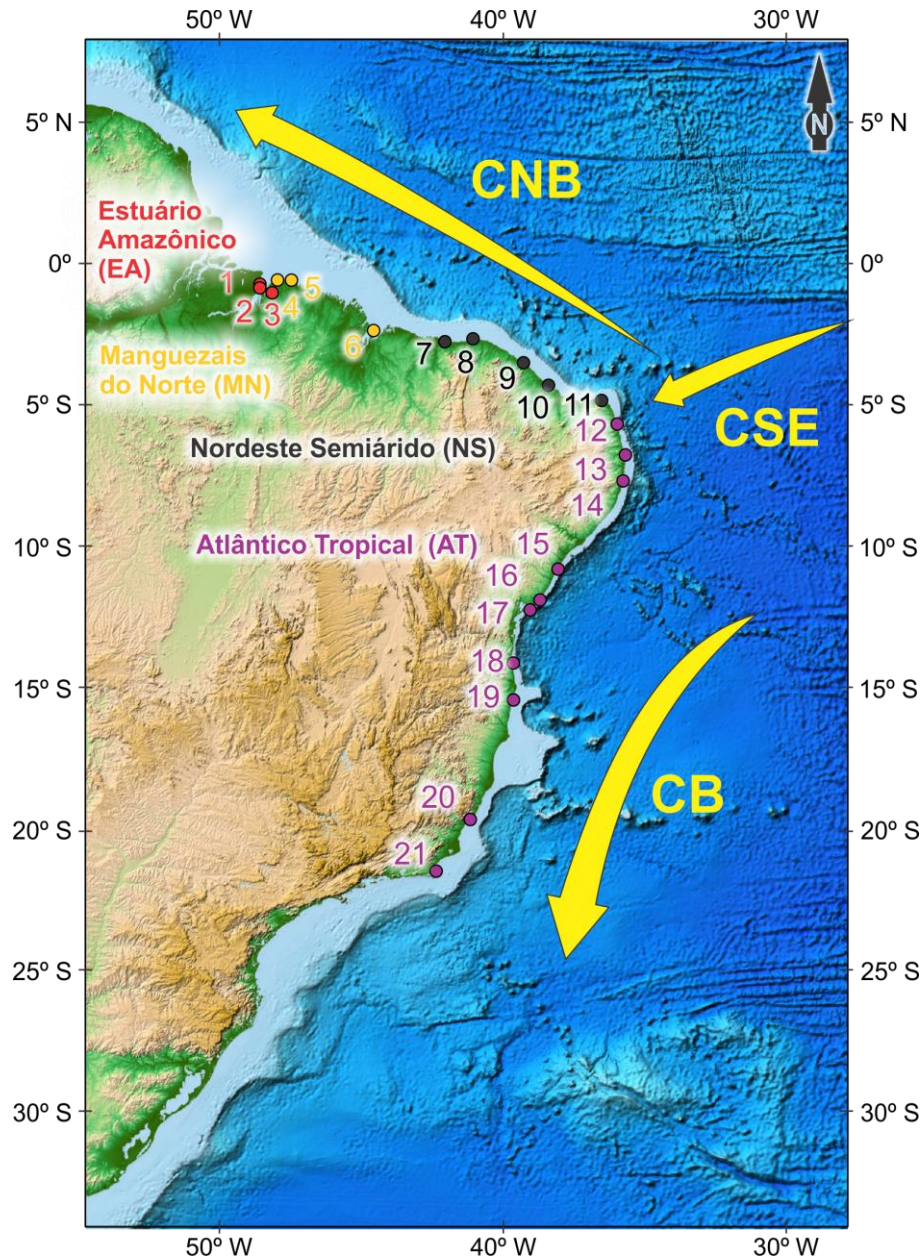 50º W 40º W 30º W
N
5º N 5º N
CNB
Estuário
Amazônico
(EA)
0º 0º
1 5
2 3 4
Manguezais
do Norte (MN)
6
7 8
9
10
11
5º S 5º S
CSE
12
Nordeste Semiárido (NS)
13
14
Atlântico Tropical (AT)
15
10º S 10º S
16
17
18
19
15º S 15º S
CB
20
20º S 20º S
21
25º S 25º S
30º S 30º S
50º W 40º W 30º W